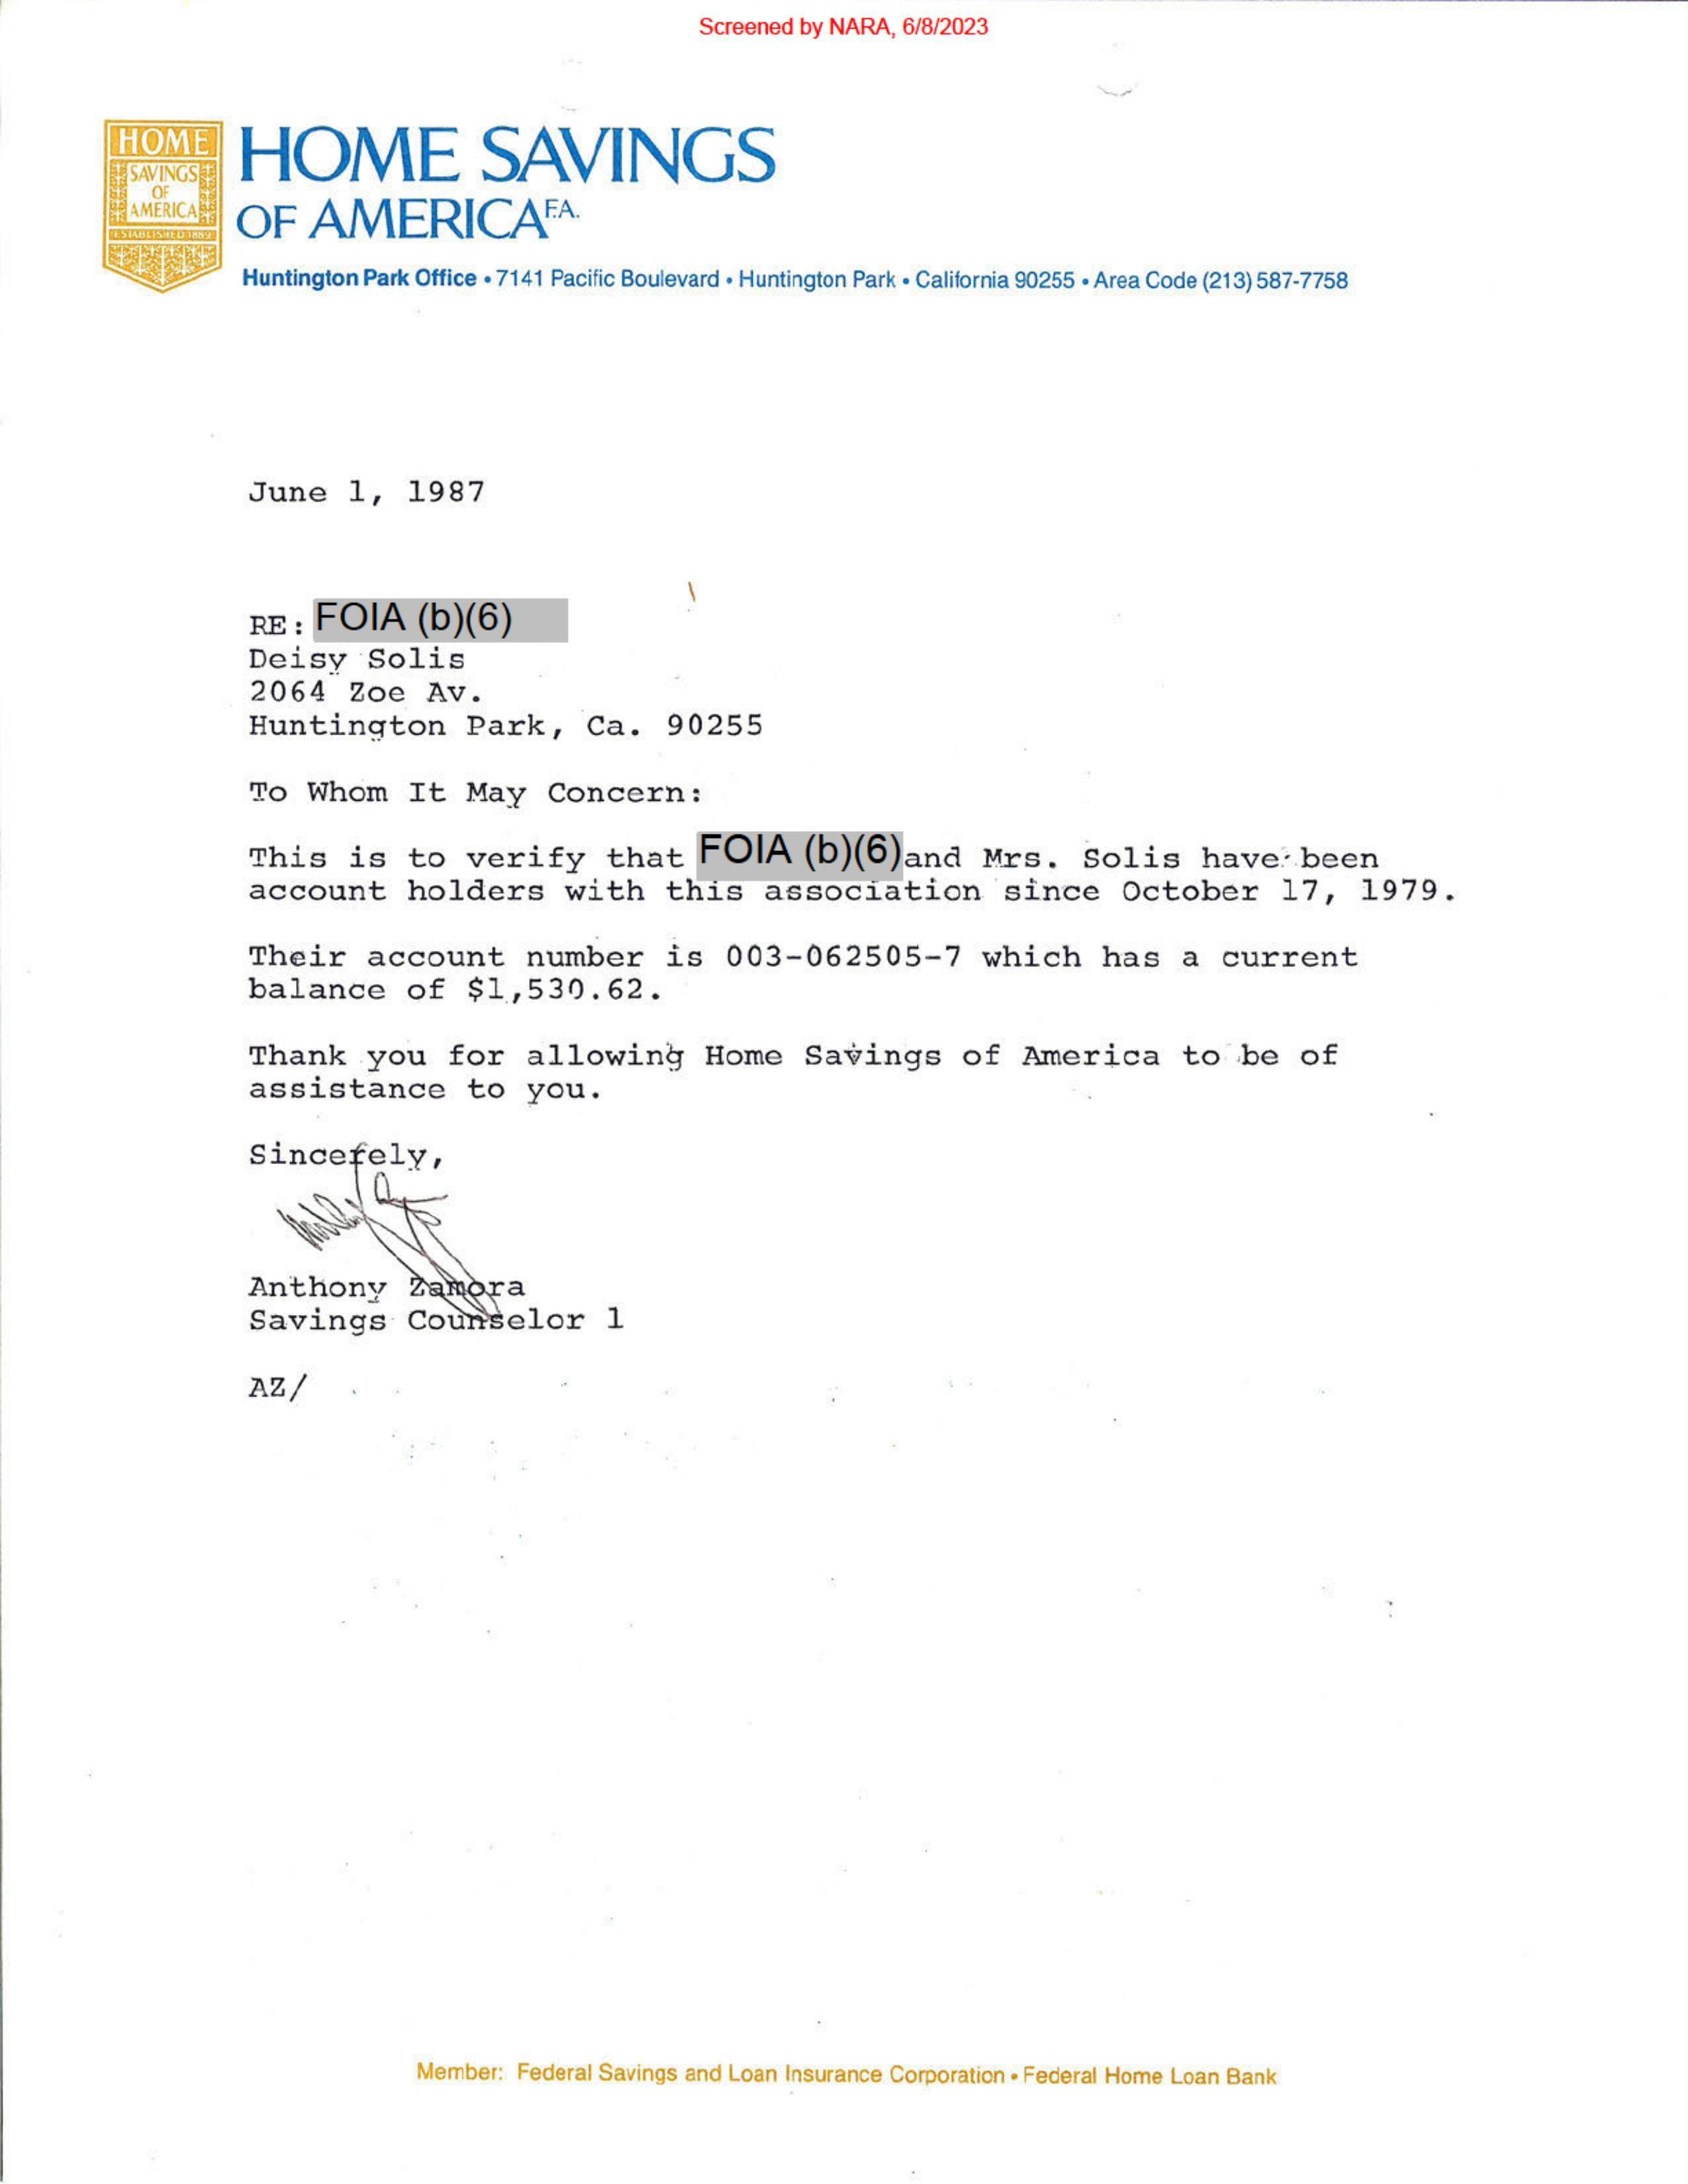 Screened by NARA, 6/8/2023
HOME
SAVINGS
OF
AMERICA
ESTABLISHED 1889
HOME SAVINGS
OF AMERICA F.A.
Huntington Park Office • 7141 Pacific Boulevard • Huntington Park • California 90255 • Area Code (213) 587-7758
June 1, 1987
RE: FOIA (b)(6)
Deisy Solis
2064 Zoe Av.
Huntington Park, Ca. 90255
To Whom It May Concern:
This is to verify that FOIA (b)(6) and Mrs. Solis have been
account holders with this association since October 17, 1979.
Their account number is 003-062505-7 which has a current
balance of $1,530.62.
Thank you for allowing Home Savings of America to be of
assistance to you.
Sincerely,
Anthony Zamora
Savings Counselor 1
AZ/
Member: Federal Savings and Loan Insurance Corporation • Federal Home Loan Bank